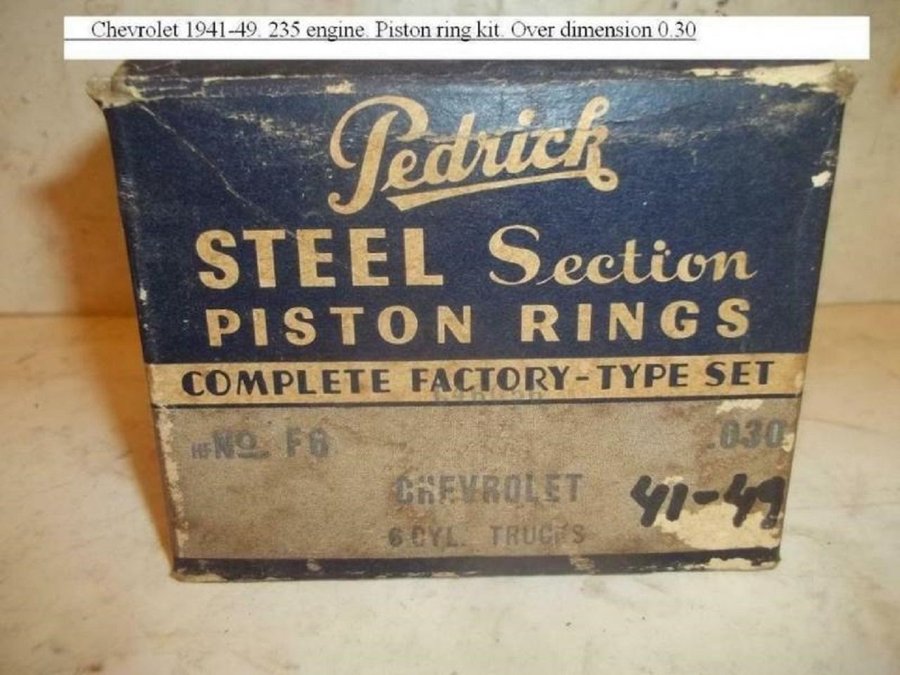 Chevrolet 1941-49. 235 engine. Piston ring kit. Over dimension 0.30
Pedrick
STEEL Section
PISTON RINGS
COMPLETE FACTORY-TYPE SET
HF No F6 .030
CHEVROLET 41-49
6 CYL. TRUCKS